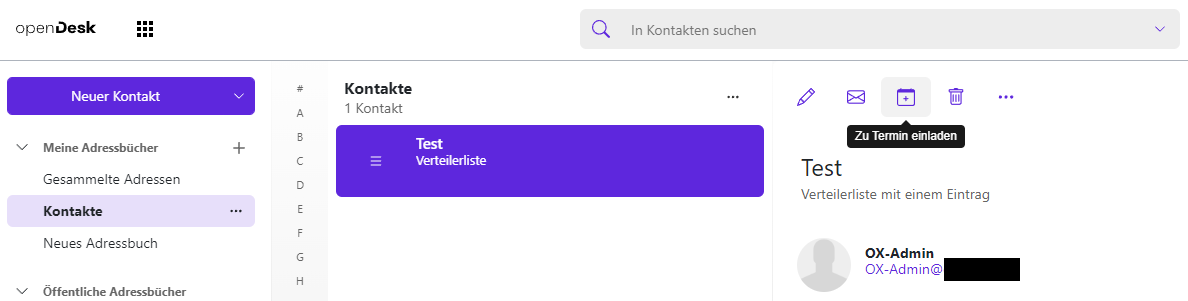 openDesk
In Kontakten suchen
Neuer Kontakt
Meine Adressbücher
Gesammelte Adressen
Kontakte
Neues Adressbuch
Öffentliche Adressbücher
#
A
B
C
D
E
F
G
H
Kontakte
1 Kontakt
Test
Verteilerliste
Zu Termin einladen
Test
Verteilerliste mit einem Eintrag
OX-Admin
OX-Admin@